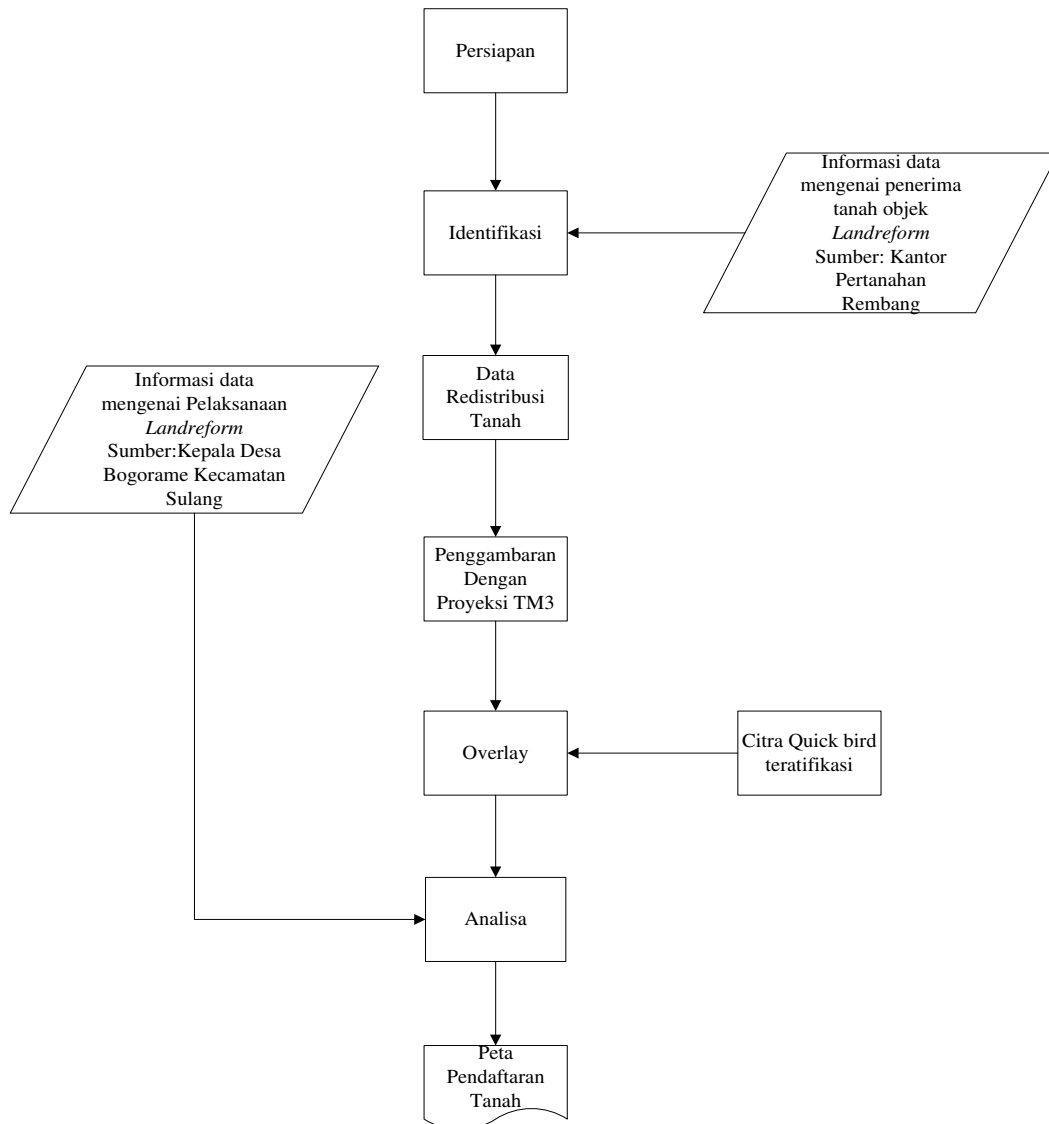 Persiapan
Informasi data
mengenai penerima
tanah objek
Landreform
Sumber: Kantor
Pertanahan
Rembang
Identifikasi
Data
Redistribusi
Tanah
Informasi data
mengenai Pelaksanaan
Landreform
Sumber:Kepala Desa
Bogorame Kecamatan
Sulang
Penggambaran
Dengan
Proyeksi TM3
Overlay
Citra Quick bird
teratifikasi
Analisa
Peta
Pendaftaran
Tanah